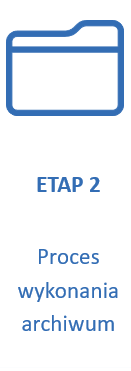 ETAP 2
Proces
wykonania
archiwum